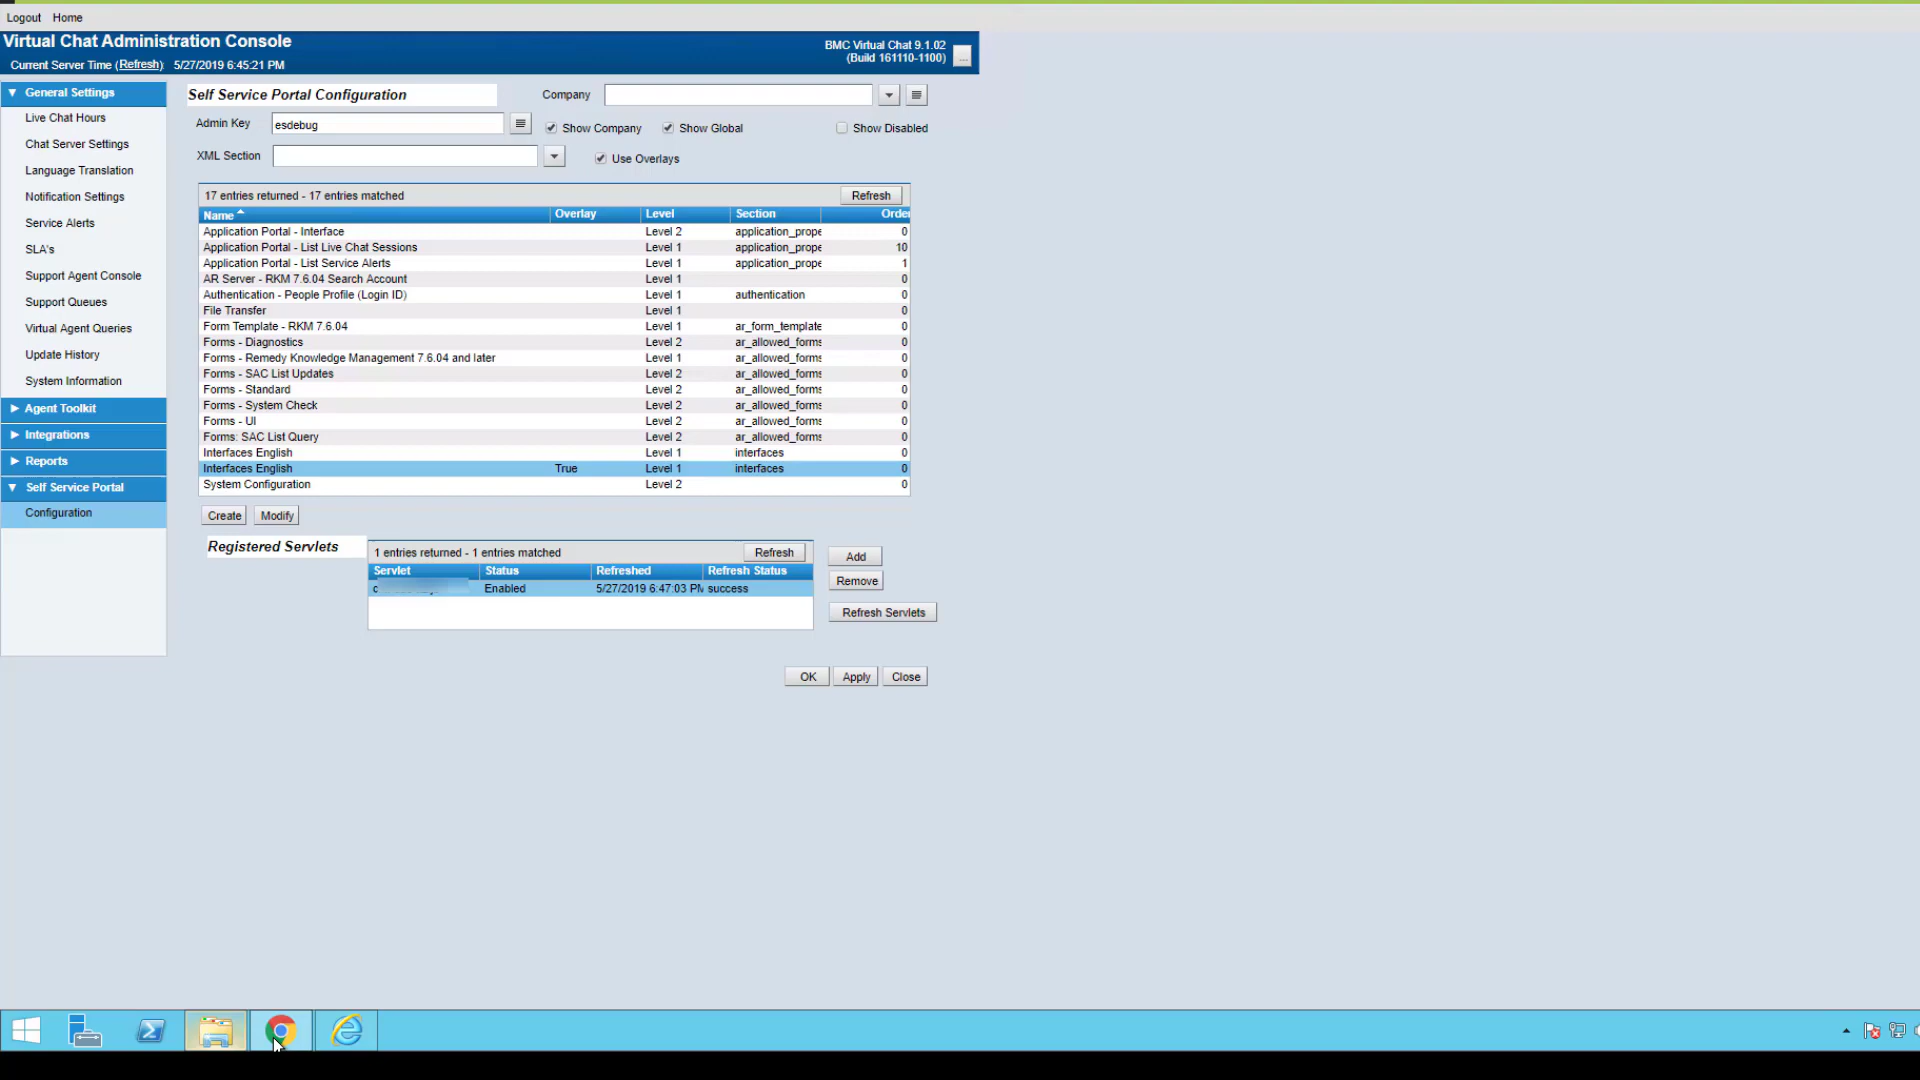 Logout Home
Virtual Chat Administration Console
BMC Virtual Chat 9.1.02
(Build 161110-1100)
...
Current Server Time (Refresh): 5/27/2019 6:45:21 PM
General Settings
Live Chat Hours
Chat Server Settings
Language Translation
Notification Settings
Service Alerts
SLA's
Support Agent Console
Support Queues
Virtual Agent Queries
Update History
System Information
Agent Toolkit
Integrations
Reports
Self Service Portal
Configuration
Self Service Portal Configuration
Company
Admin Key esdebug
Show Company Show Global Show Disabled
XML Section
Use Overlays
17 entries returned - 17 entries matched Refresh
Name Overlay Level Section Order
Application Portal - Interface Level 2 application_prope 0
Application Portal - List Live Chat Sessions Level 1 application_prope 10
Application Portal - List Service Alerts Level 1 application_prope 1
AR Server - RKM 7.6.04 Search Account Level 1 0
Authentication - People Profile (Login ID) Level 1 authentication 0
File Transfer Level 1 0
Form Template - RKM 7.6.04 Level 1 ar_form_template 0
Forms - Diagnostics Level 2 ar_allowed_forms 0
Forms - Remedy Knowledge Management 7.6.04 and later Level 1 ar_allowed_forms 0
Forms - SAC List Updates Level 2 ar_allowed_forms 0
Forms - Standard Level 2 ar_allowed_forms 0
Forms - System Check Level 2 ar_allowed_forms 0
Forms - UI Level 2 ar_allowed_forms 0
Forms: SAC List Query Level 2 ar_allowed_forms 0
Interfaces English Level 1 interfaces 0
Interfaces English True Level 1 interfaces 0
System Configuration Level 2 0
Create Modify
Registered Servlets
1 entries returned - 1 entries matched Refresh
Servlet Status Refreshed Refresh Status
Enabled 5/27/2019 6:47:03 PM success
Add
Remove
Refresh Servlets
OK Apply Close